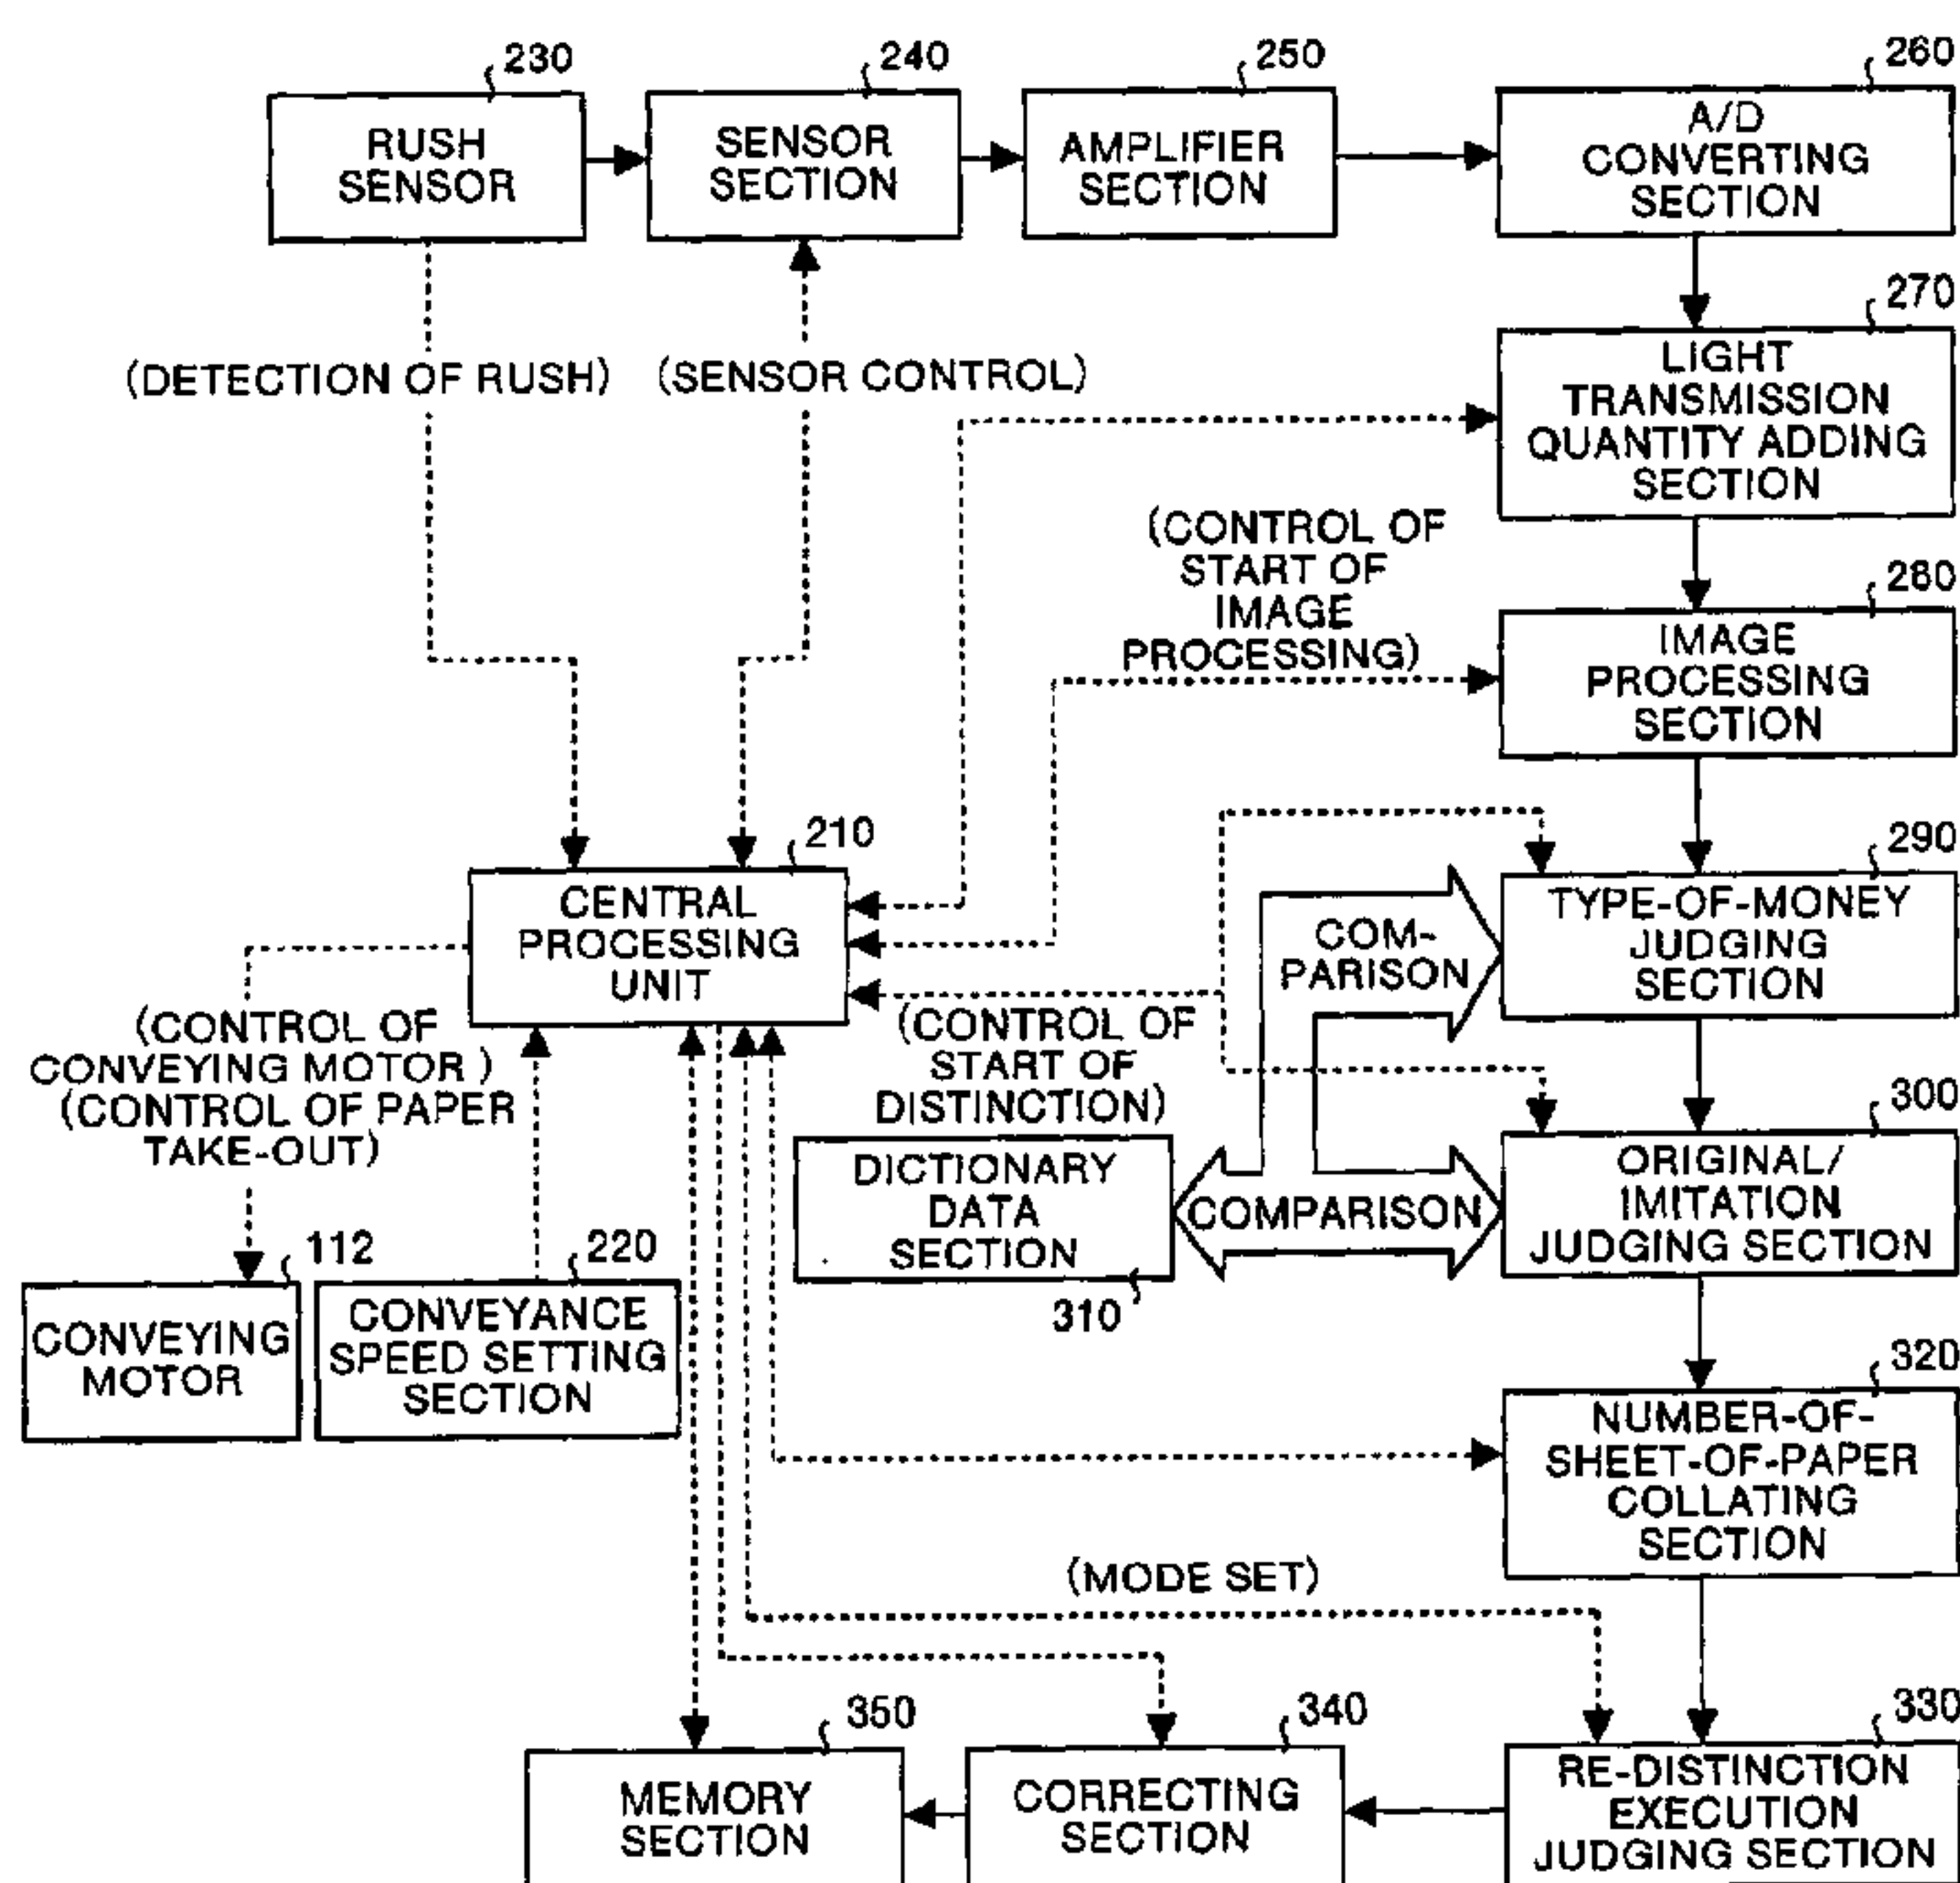 230
240
250
260
RUSH
SENSOR
SENSOR
SECTION
AMPLIFIER
SECTION
A/D
CONVERTING
SECTION
270
(DETECTION OF RUSH)
(SENSOR CONTROL)
LIGHT
TRANSMISSION
QUANTITY ADDING
SECTION
(CONTROL OF
START OF
IMAGE
PROCESSING)
280
IMAGE
PROCESSING
SECTION
210
CENTRAL
PROCESSING
UNIT
290
TYPE-OF-MONEY
JUDGING
SECTION
COM-
PARISON
(CONTROL OF
CONVEYING MOTOR )
(CONTROL OF PAPER
TAKE-OUT)
(CONTROL OF
START OF
DISTINCTION)
300
ORIGINAL/
IMITATION
JUDGING SECTION
DICTIONARY
DATA
SECTION
COMPARISON
310
112
CONVEYING
MOTOR
220
CONVEYANCE
SPEED SETTING
SECTION
320
NUMBER-OF-
SHEET-OF-PAPER
COLLATING
SECTION
(MODE SET)
350
MEMORY
SECTION
340
CORRECTING
SECTION
330
RE-DISTINCTION
EXECUTION
JUDGING SECTION